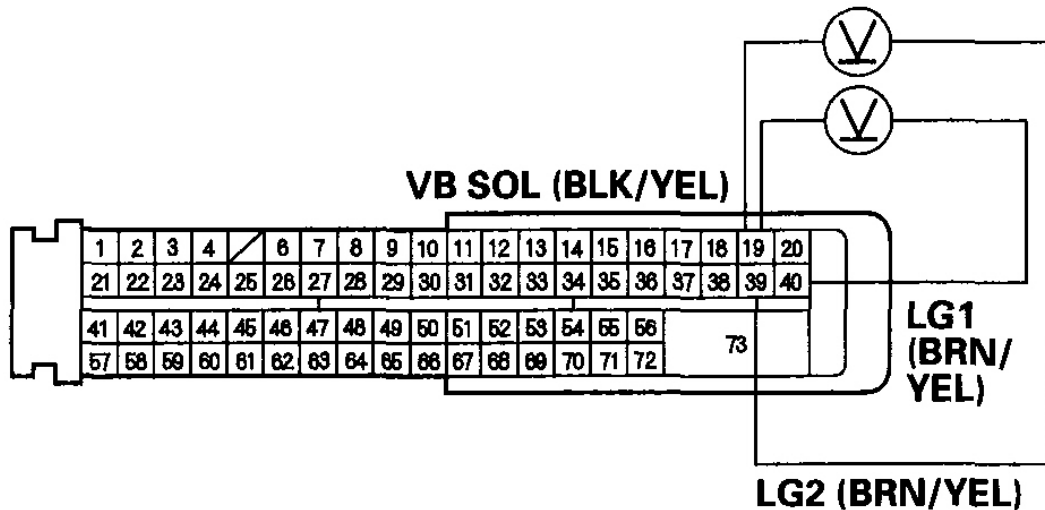 V
V
VB SOL (BLK/YEL)
1 2 3 4 6 7 8 9 10 11 12 13 14 15 16 17 18 19 20
21 22 23 24 25 26 27 28 29 30 31 32 33 34 35 36 37 38 39 40
41 42 43 44 45 46 47 48 49 50 51 52 53 54 55 56
73
57 58 59 60 61 62 63 64 65 66 67 68 69 70 71 72
LG1
(BRN/
YEL)
LG2 (BRN/YEL)